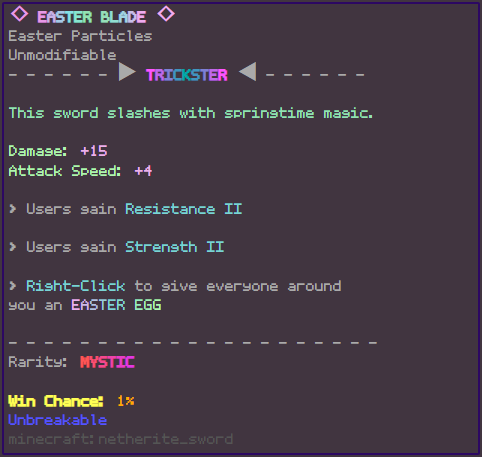 ◇ EASTER BLADE ◇
Easter Particles
Unmodifiable
- - - - - - ▶ TRICKSTER ◀ - - - - - -
This sword slashes with springtime magic.
Damage: +15
Attack Speed: +4
> Users gain Resistance II
> Users gain Strength II
> Right-Click to give everyone around
you an EASTER EGG
- - - - - - - - - - - - - - - - - - - - - -
Rarity: MYSTIC
Win Chance: 1%
Unbreakable
minecraft:netherite_sword